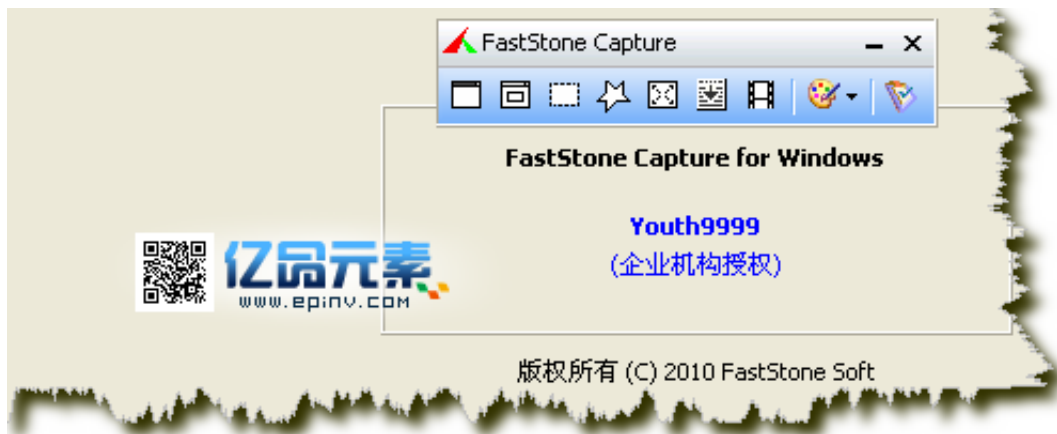 FastStone Capture
FastStone Capture for Windows
Youth9999
(企业机构授权)
亿品元素
www.epinv.com
版权所有 (C) 2010 FastStone Soft